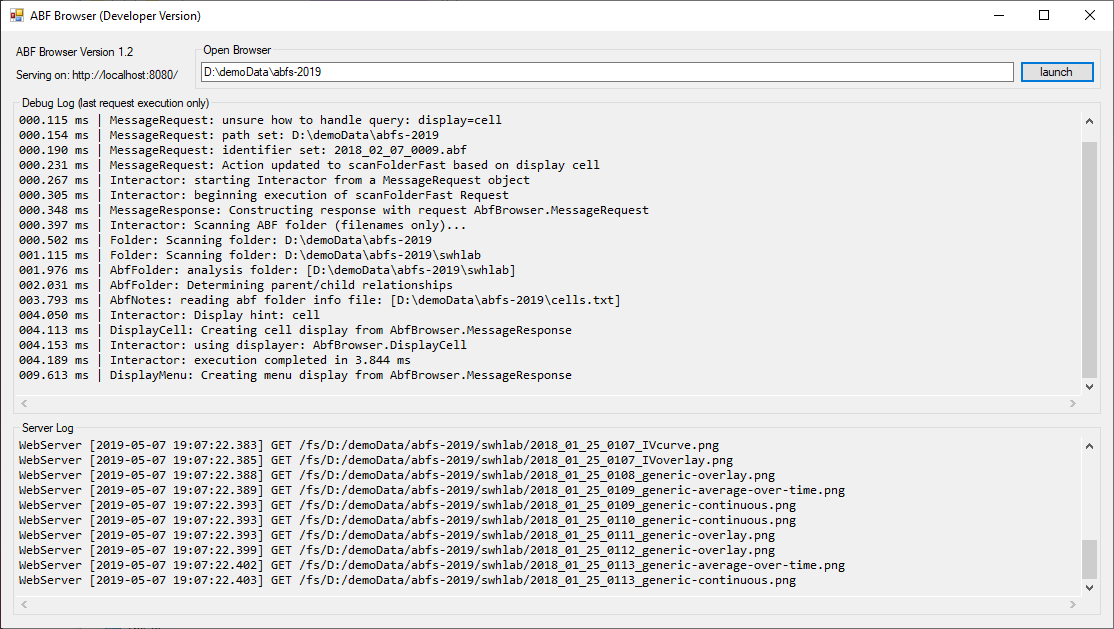 ABF Browser (Developer Version)
ABF Browser Version 1.2
Serving on: http://localhost:8080/
Open Browser
D:\demoData\abfs-2019
launch
Debug Log (last request execution only)
000.115 ms | MessageRequest: unsure how to handle query: display=cell
000.154 ms | MessageRequest: path set: D:\demoData\abfs-2019
000.190 ms | MessageRequest: identifier set: 2018_02_07_0009.abf
000.231 ms | MessageRequest: Action updated to scanFolderFast based on display cell
000.267 ms | Interactor: starting Interactor from a MessageRequest object
000.305 ms | Interactor: beginning execution of scanFolderFast Request
000.348 ms | MessageResponse: Constructing response with request AbfBrowser.MessageRequest
000.397 ms | Interactor: Scanning ABF folder (filenames only)...
000.502 ms | Folder: Scanning folder: D:\demoData\abfs-2019
001.115 ms | Folder: Scanning folder: D:\demoData\abfs-2019\swhlab
001.976 ms | AbfFolder: analysis folder: [D:\demoData\abfs-2019\swhlab]
002.031 ms | AbfFolder: Determining parent/child relationships
003.793 ms | AbfNotes: reading abf folder info file: [D:\demoData\abfs-2019\cells.txt]
004.050 ms | Interactor: Display hint: cell
004.113 ms | DisplayCell: Creating cell display from AbfBrowser.MessageResponse
004.153 ms | Interactor: using displayer: AbfBrowser.DisplayCell
004.189 ms | Interactor: execution completed in 3.844 ms
009.613 ms | DisplayMenu: Creating menu display from AbfBrowser.MessageResponse
Server Log
WebServer [2019-05-07 19:07:22.383] GET /fs/D:/demoData/abfs-2019/swhlab/2018_01_25_0107_IVcurve.png
WebServer [2019-05-07 19:07:22.385] GET /fs/D:/demoData/abfs-2019/swhlab/2018_01_25_0107_IVoverlay.png
WebServer [2019-05-07 19:07:22.388] GET /fs/D:/demoData/abfs-2019/swhlab/2018_01_25_0108_generic-overlay.png
WebServer [2019-05-07 19:07:22.389] GET /fs/D:/demoData/abfs-2019/swhlab/2018_01_25_0109_generic-average-over-time.png
WebServer [2019-05-07 19:07:22.393] GET /fs/D:/demoData/abfs-2019/swhlab/2018_01_25_0109_generic-continuous.png
WebServer [2019-05-07 19:07:22.393] GET /fs/D:/demoData/abfs-2019/swhlab/2018_01_25_0110_generic-continuous.png
WebServer [2019-05-07 19:07:22.393] GET /fs/D:/demoData/abfs-2019/swhlab/2018_01_25_0111_generic-overlay.png
WebServer [2019-05-07 19:07:22.399] GET /fs/D:/demoData/abfs-2019/swhlab/2018_01_25_0112_generic-overlay.png
WebServer [2019-05-07 19:07:22.402] GET /fs/D:/demoData/abfs-2019/swhlab/2018_01_25_0113_generic-average-over-time.png
WebServer [2019-05-07 19:07:22.403] GET /fs/D:/demoData/abfs-2019/swhlab/2018_01_25_0113_generic-continuous.png